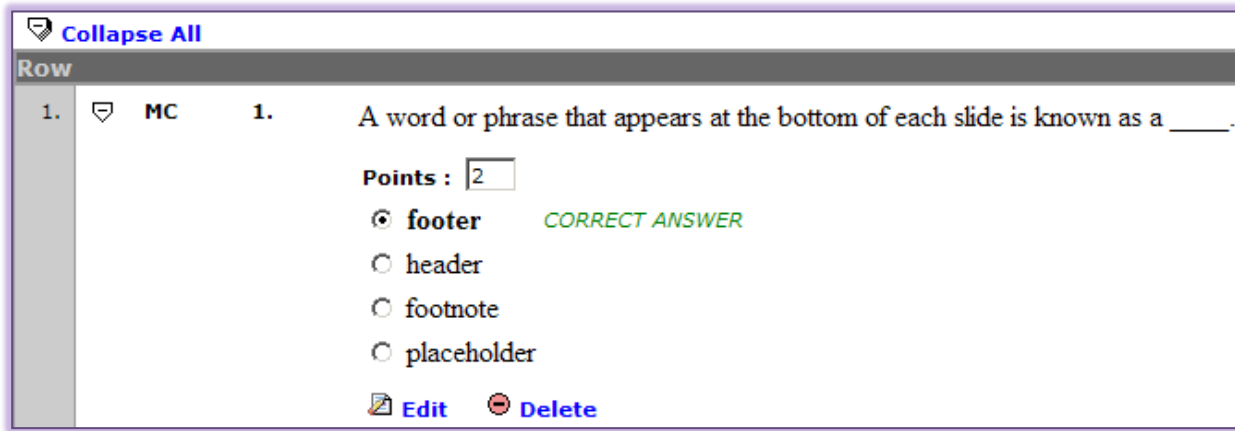 Collapse All
Row
1. MC 1. A word or phrase that appears at the bottom of each slide is known as a ____.
Points : 2
footer CORRECT ANSWER
header
footnote
placeholder
Edit Delete